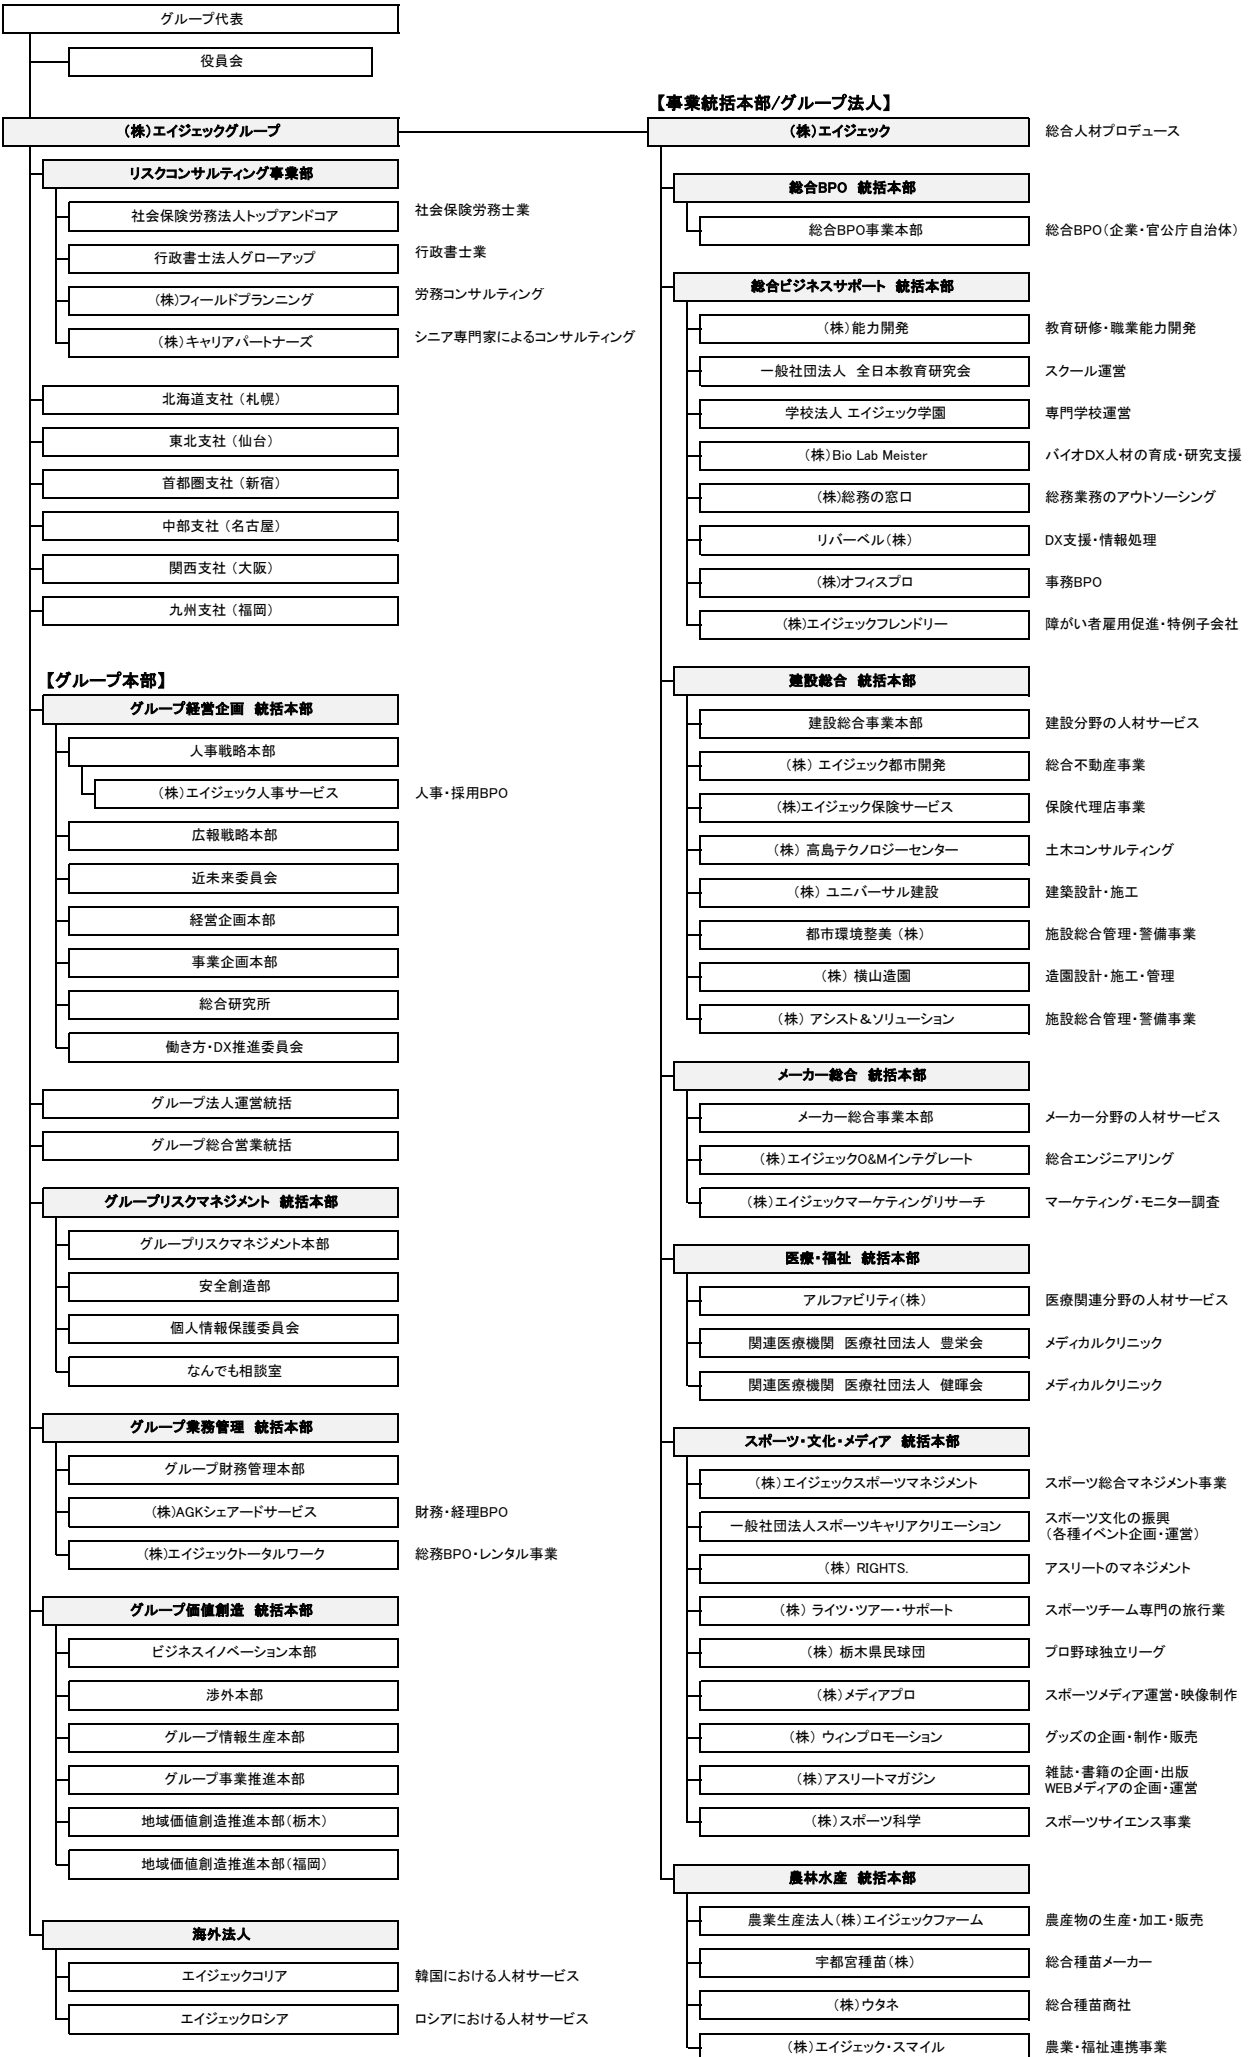 グループ代表
役員会
（株）エイジェックグループ
リスクコンサルティング事業部
社会保険労務法人トップアンドコア
社会保険労務士業
行政書士法人グローアップ
行政書士業
（株）フィールドプランニング
労務コンサルティング
（株）キャリアパートナーズ
シニア専門家によるコンサルティング
北海道支社（札幌）
東北支社（仙台）
首都圏支社（新宿）
中部支社（名古屋）
関西支社（大阪）
九州支社（福岡）
【グループ本部】
グループ経営企画 統括本部
人事戦略本部
（株）エイジェック人事サービス
人事・採用BPO
広報戦略本部
近未来委員会
経営企画本部
事業企画本部
総合研究所
働き方・DX推進委員会
グループ法人運営統括
グループ総合営業統括
グループリスクマネジメント 統括本部
グループリスクマネジメント本部
安全創造部
個人情報保護委員会
なんでも相談室
グループ業務管理 統括本部
グループ財務管理本部
（株）AGKシェアードサービス
財務・経理BPO
（株）エイジェックトータルワーク
総務BPO・レンタル事業
グループ価値創造 統括本部
ビジネスイノベーション本部
渉外本部
グループ情報生産本部
グループ事業推進本部
地域価値創造推進本部（栃木）
地域価値創造推進本部（福岡）
海外法人
エイジェックコリア
韓国における人材サービス
エイジェックロシア
ロシアにおける人材サービス
【事業統括本部/グループ法人】
（株）エイジェック
総合人材プロデュース
総合BPO 統括本部
総合BPO事業本部
総合BPO（企業・官公庁自治体）
総合ビジネスサポート 統括本部
（株）能力開発
教育研修・職業能力開発
一般社団法人 全日本教育研究会
スクール運営
学校法人 エイジェック学園
専門学校運営
（株）Bio Lab Meister
バイオDX人材の育成・研究支援
（株）総務の窓口
総務業務のアウトソーシング
リバーベル（株）
DX支援・情報処理
（株）オフィスプロ
事務BPO
（株）エイジェックフレンドリー
障がい者雇用促進・特例子会社
建設総合 統括本部
建設総合事業本部
建設分野の人材サービス
（株） エイジェック都市開発
総合不動産事業
（株）エイジェック保険サービス
保険代理店事業
（株） 高島テクノロジーセンター
土木コンサルティング
（株） ユニバーサル建設
建築設計・施工
都市環境整美 （株）
施設総合管理・警備事業
（株） 横山造園
造園設計・施工・管理
（株） アシスト＆ソリューション
施設総合管理・警備事業
メーカー総合 統括本部
メーカー総合事業本部
メーカー分野の人材サービス
（株）エイジェックO&Mインテグレート
総合エンジニアリング
（株）エイジェックマーケティングリサーチ
マーケティング・モニター調査
医療・福祉 統括本部
アルファビリティ（株）
医療関連分野の人材サービス
関連医療機関 医療社団法人 豊栄会
メディカルクリニック
関連医療機関 医療社団法人 健暉会
メディカルクリニック
スポーツ・文化・メディア 統括本部
（株）エイジェックスポーツマネジメント
スポーツ総合マネジメント事業
一般社団法人スポーツキャリアクリエーション
スポーツ文化の振興
（各種イベント企画・運営）
（株） RIGHTS.
アスリートのマネジメント
（株） ライツ・ツアー・サポート
スポーツチーム専門の旅行業
（株） 栃木県民球団
プロ野球独立リーグ
（株）メディアプロ
スポーツメディア運営・映像制作
（株） ウィンプロモーション
グッズの企画・制作・販売
（株）アスリートマガジン
雑誌・書籍の企画・出版
WEBメディアの企画・運営
（株）スポーツ科学
スポーツサイエンス事業
農林水産 統括本部
農業生産法人（株）エイジェックファーム
農産物の生産・加工・販売
宇都宮種苗（株）
総合種苗メーカー
（株）ウタネ
総合種苗商社
（株）エイジェック・スマイル
農業・福祉連携事業